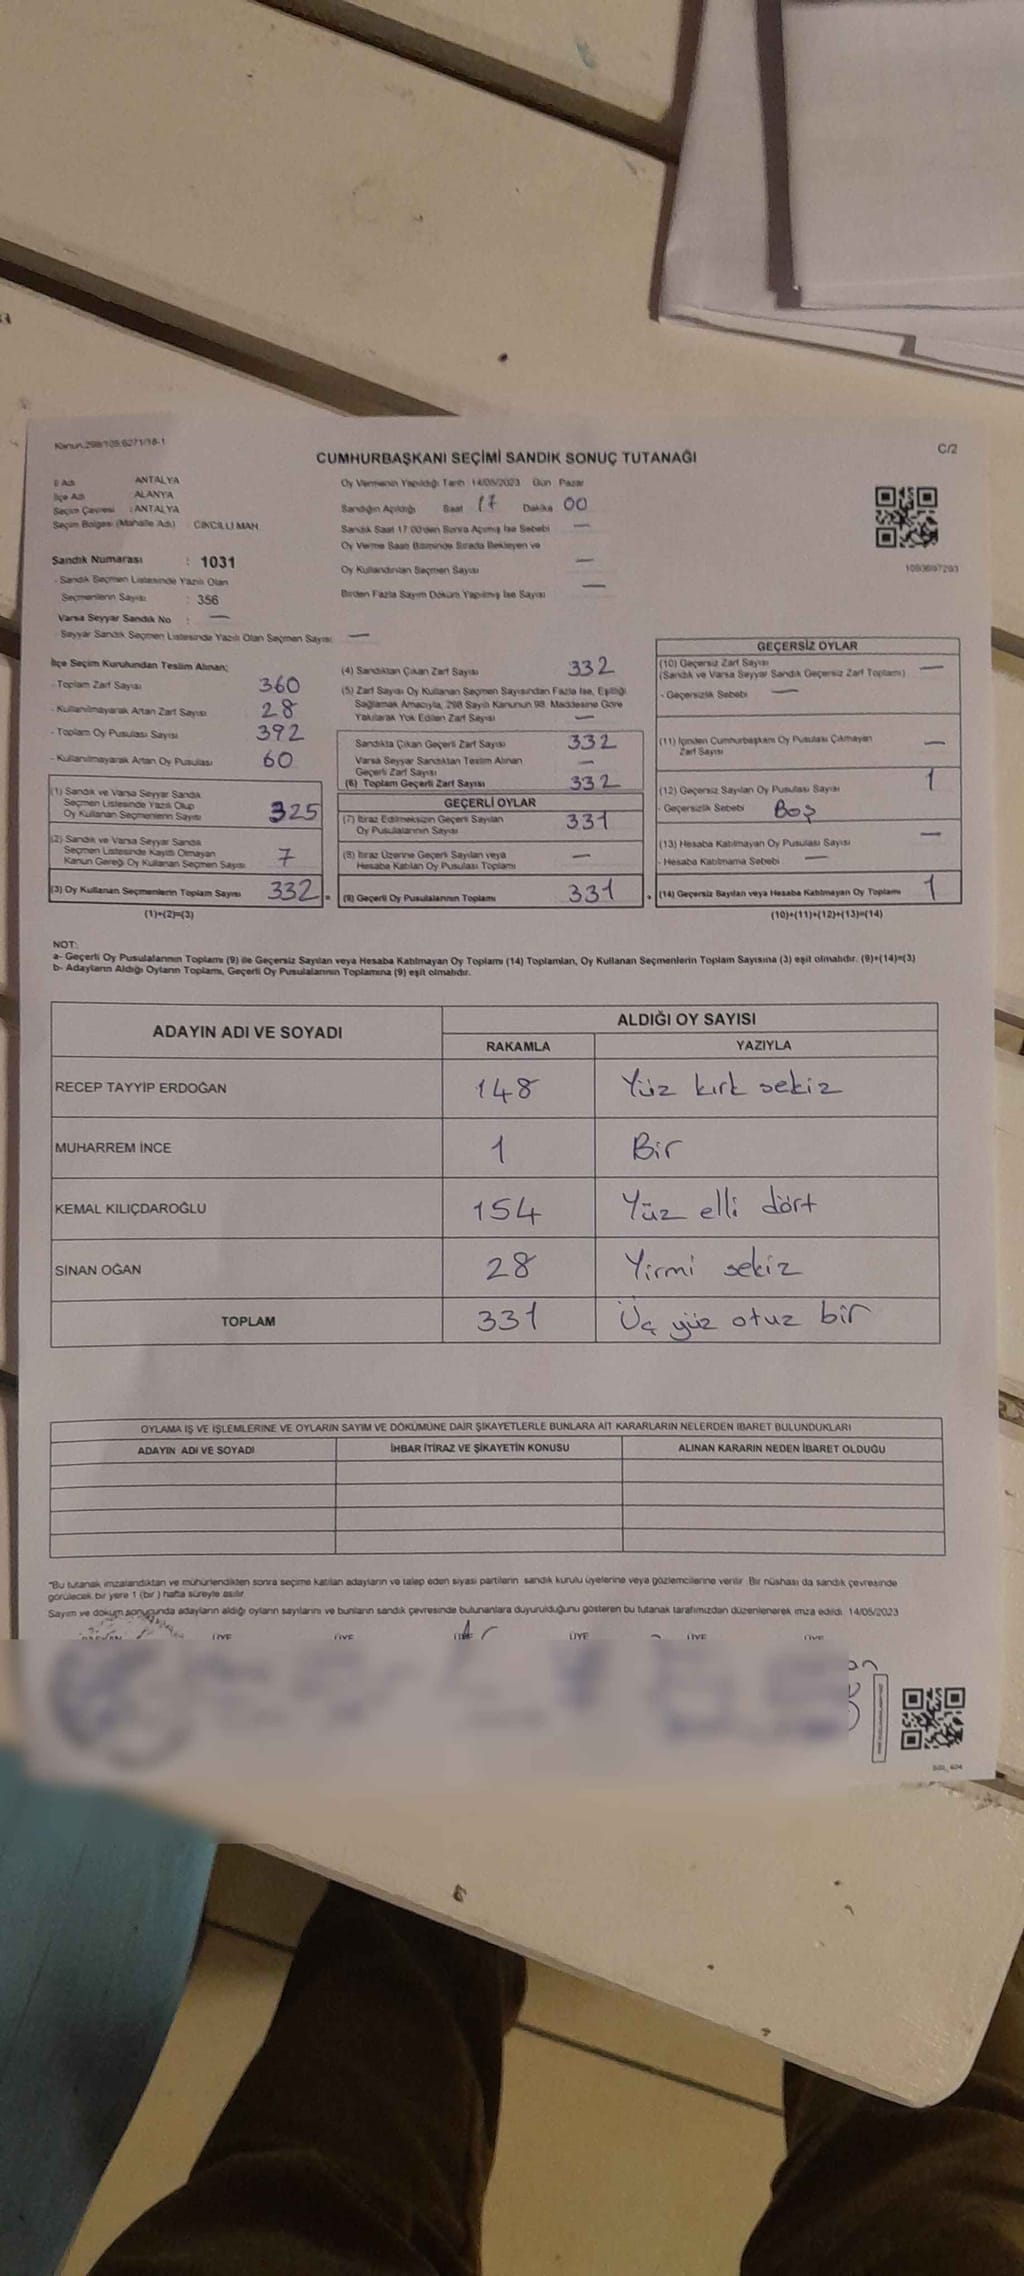 Kanun:298/105;6271/18-1
C/2
CUMHURBAŞKANI SEÇİMİ SANDIK SONUÇ TUTANAĞI
İl Adı ANTALYA
İlçe Adı ALANYA
Seçim Çevresi : ANTALYA
Seçim Bölgesi (Mahalle Adı) : CİKCİLLİ MAH.
Sandık Numarası : 1031
- Sandık Seçmen Listesinde Yazılı Olan
Seçmenlerin Sayısı : 356
Varsa Seyyar Sandık No : —
- Seyyar Sandık Seçmen Listesinde Yazılı Olan Seçmen Sayısı: —
Oy Vermenin Yapıldığı Tarih :14/05/2023 Gün : Pazar
Sandığın Açıldığı Saat 17 Dakika 00
Sandık Saat 17:00'den Sonra Açılmış İse Sebebi —
Oy Verme Saati Bitiminde Sırada Bekleyen ve
Oy Kullandırılan Seçmen Sayısı —
Birden Fazla Sayım Döküm Yapılmış İse Sayısı —
1093697293
İlçe Seçim Kurulundan Teslim Alınan;
- Toplam Zarf Sayısı 360
- Kullanılmayarak Artan Zarf Sayısı 28
- Toplam Oy Pusulası Sayısı 392
- Kullanılmayarak Artan Oy Pusulası 60
(1) Sandık ve Varsa Seyyar Sandık
Seçmen Listesinde Yazılı Olup
Oy Kullanan Seçmenlerin Sayısı 325
(2) Sandık ve Varsa Seyyar Sandık
Seçmen Listesinde Kayıtlı Olmayan
Kanun Gereği Oy Kullanan Seçmen Sayısı 7
(3) Oy Kullanan Seçmenlerin Toplam Sayısı 332 =
(1)+(2)=(3)
(4) Sandıktan Çıkan Zarf Sayısı 332
(5) Zarf Sayısı Oy Kullanan Seçmen Sayısından Fazla İse, Eşitliği
Sağlamak Amacıyla, 298 Sayılı Kanunun 98. Maddesine Göre
Yakılarak Yok Edilen Zarf Sayısı —
Sandıkta Çıkan Geçerli Zarf Sayısı 332
Varsa Seyyar Sandıktan Teslim Alınan
Geçerli Zarf Sayısı —
(6) Toplam Geçerli Zarf Sayısı 332
GEÇERLİ OYLAR
(7) İtiraz Edilmeksizin Geçerli Sayılan
Oy Pusulalarının Sayısı 331
(8) İtiraz Üzerine Geçerli Sayılan veya
Hesaba Katılan Oy Pusulası Toplamı —
(9) Geçerli Oy Pusulalarının Toplamı 331 +
GEÇERSİZ OYLAR
(10) Geçersiz Zarf Sayısı —
(Sandık ve Varsa Seyyar Sandık Geçersiz Zarf Toplamı)
- Geçersizlik Sebebi —
(11) İçinden Cumhurbaşkanı Oy Pusulası Çıkmayan
Zarf Sayısı —
(12) Geçersiz Sayılan Oy Pusulası Sayısı 1
- Geçersizlik Sebebi Boş
(13) Hesaba Katılmayan Oy Pusulası Sayısı —
- Hesaba Katılmama Sebebi —
(14) Geçersiz Sayılan veya Hesaba Katılmayan Oy Toplamı 1
(10)+(11)+(12)+(13)=(14)
NOT:
a- Geçerli Oy Pusulalarının Toplamı (9) ile Geçersiz Sayılan veya Hesaba Katılmayan Oy Toplamı (14) Toplamları, Oy Kullanan Seçmenlerin Toplam Sayısına (3) eşit olmalıdır. (9)+(14)=(3)
b- Adayların Aldığı Oyların Toplamı, Geçerli Oy Pusulalarının Toplamına (9) eşit olmalıdır.
ADAYIN ADI VE SOYADI ALDIĞI OY SAYISI
RAKAMLA YAZIYLA
RECEP TAYYİP ERDOĞAN 148 Yüz kırk sekiz
MUHARREM İNCE 1 Bir
KEMAL KILIÇDAROĞLU 154 Yüz elli dört
SİNAN OĞAN 28 Yirmi sekiz
TOPLAM 331 Üç yüz otuz bir
OYLAMA İŞ VE İŞLEMLERİNE VE OYLARIN SAYIM VE DÖKÜMÜNE DAİR ŞİKAYETLERLE BUNLARA AİT KARARLARIN NELERDEN İBARET BULUNDUKLARI
ADAYIN ADI VE SOYADI İHBAR İTİRAZ VE ŞİKAYETİN KONUSU ALINAN KARARIN NEDEN İBARET OLDUĞU
*Bu tutanak imzalandıktan ve mühürlendikten sonra seçime katılan adayların ve talep eden siyasi partilerin sandık kurulu üyelerine veya gözlemcilerine verilir. Bir nüshası da sandık çevresinde
görülecek bir yere 1 (bir ) hafta süreyle asılır.
Sayım ve döküm sonucunda adayların aldığı oyların sayılarını ve bunların sandık çevresinde bulunanlara duyurulduğunu gösteren bu tutanak tarafımızdan düzenlenerek imza edildi. 14/05/2023
ÜYE ÜYE ÜYE ÜYE ÜYE ÜYE